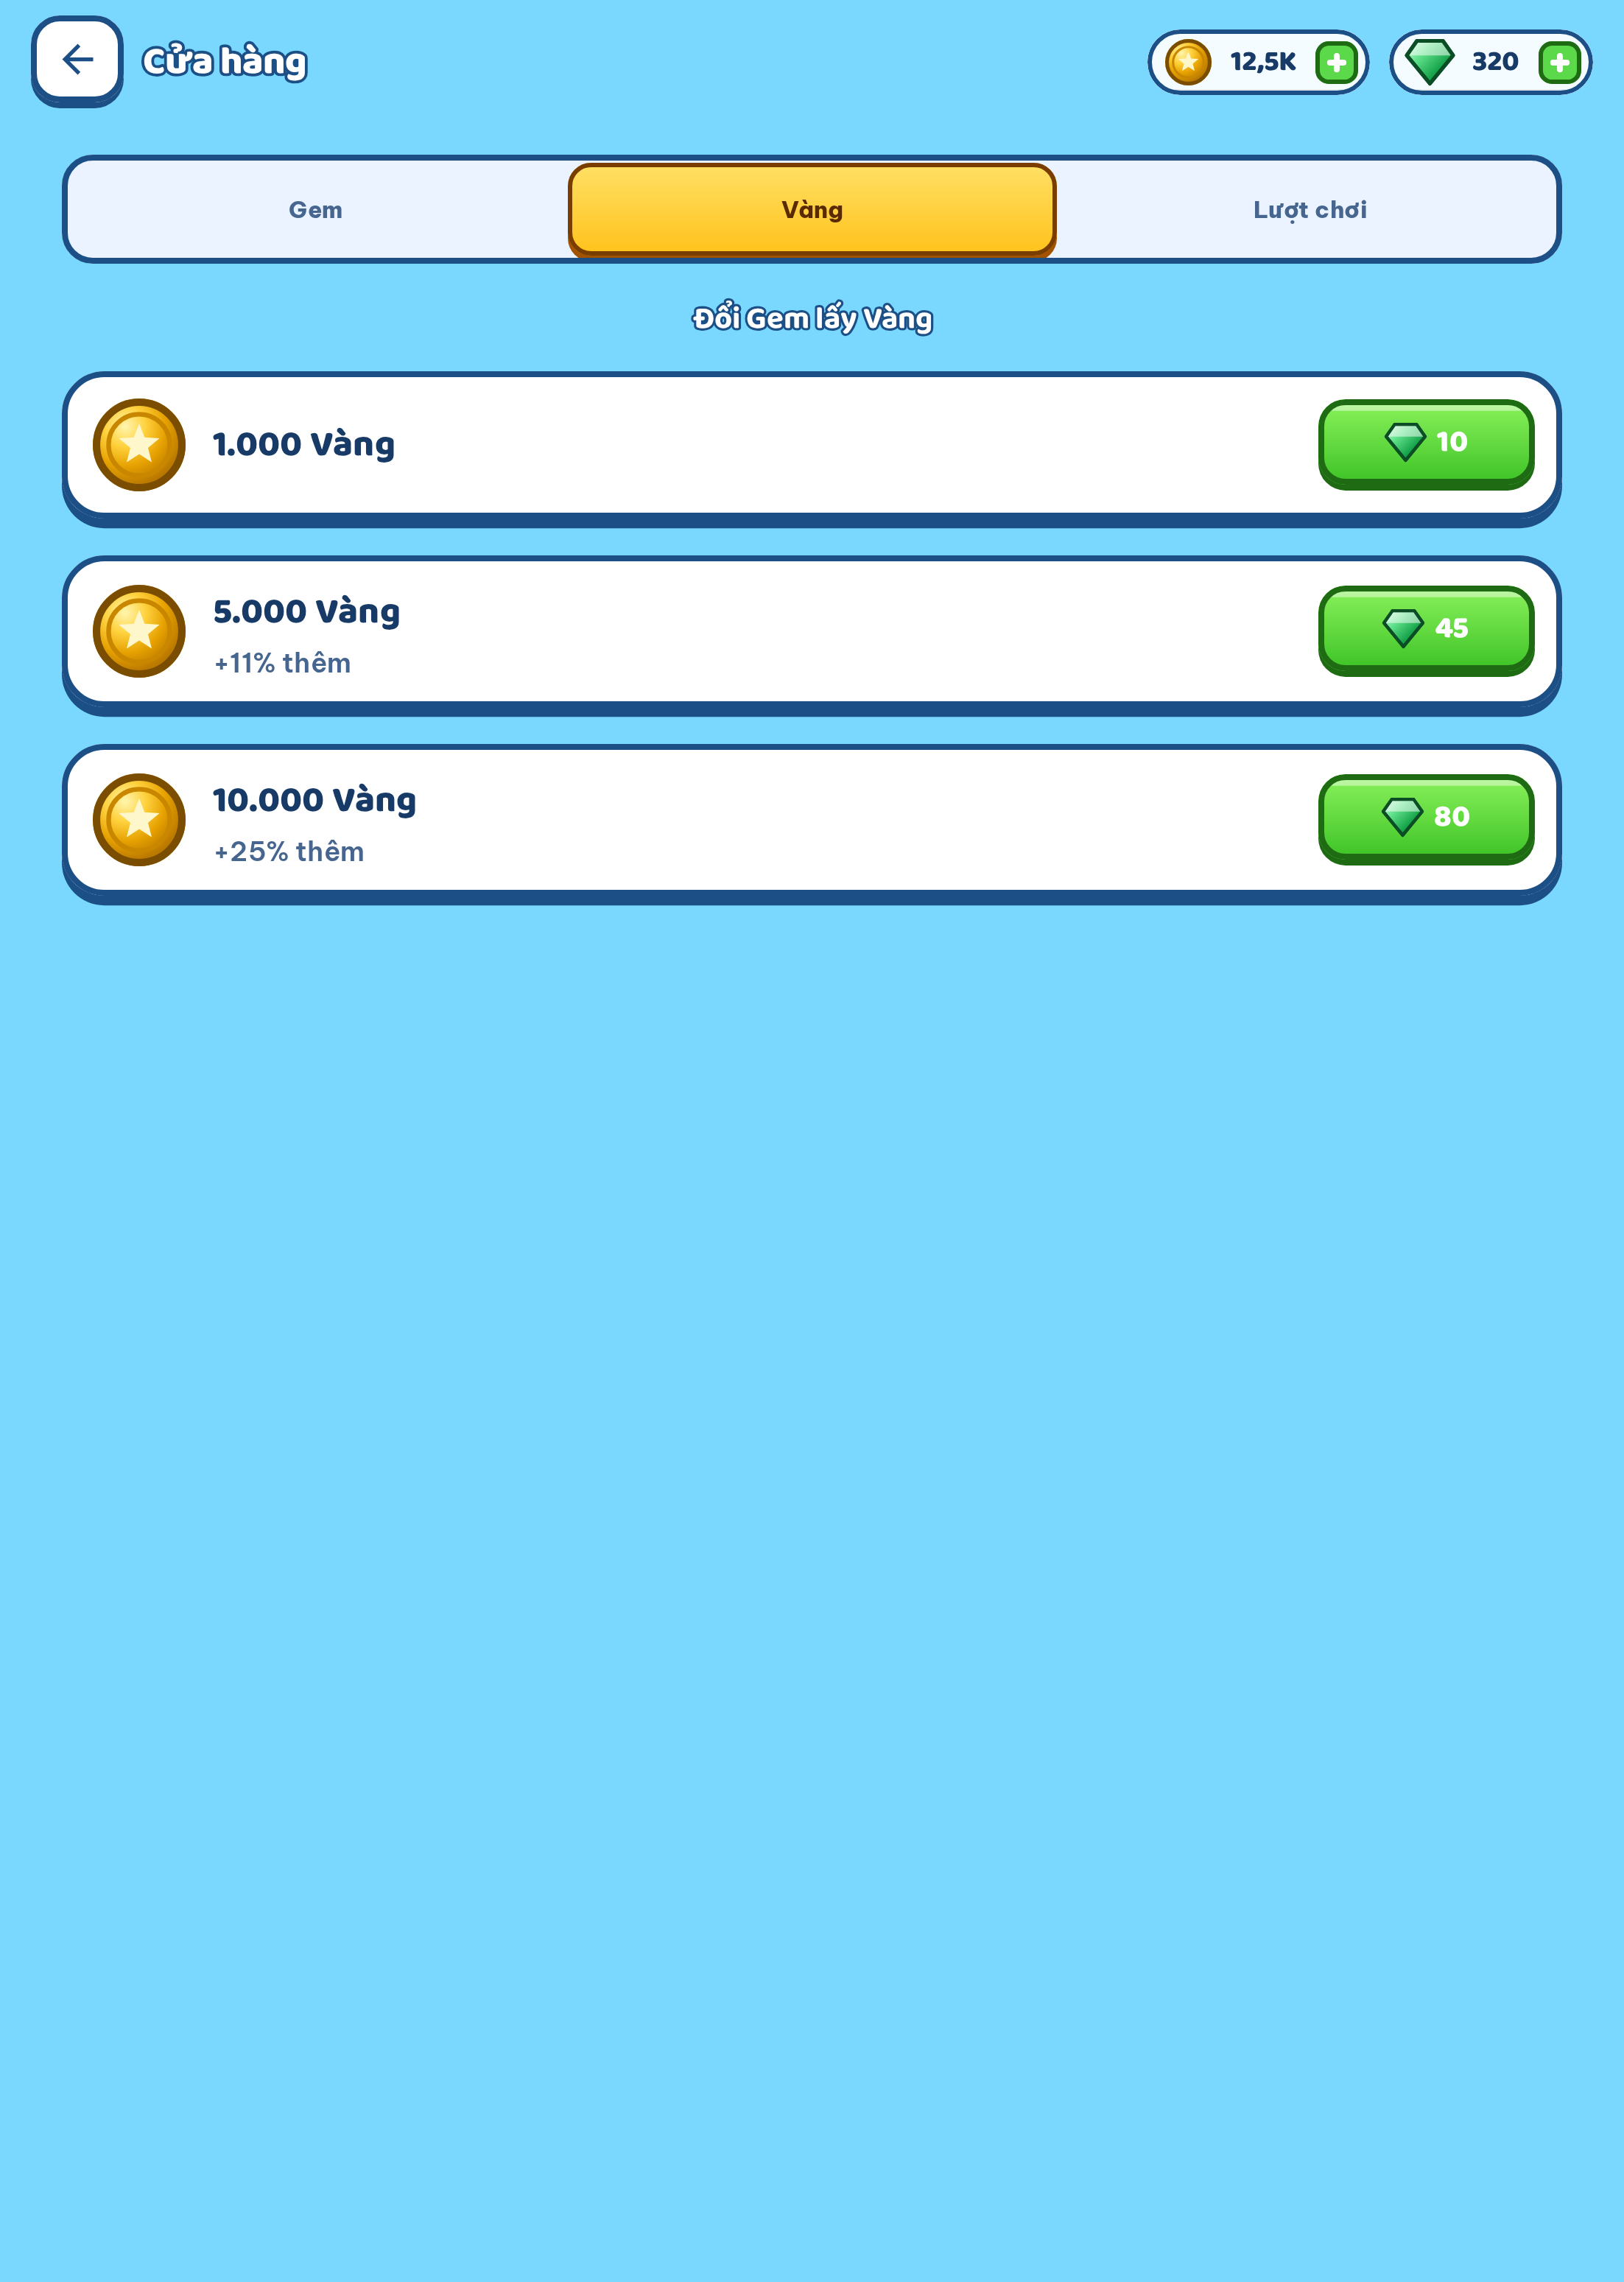 Cửa hàng
12,5K
320
Gem
Vàng
Lượt chơi
Đổi Gem lấy Vàng
1.000 Vàng
10
5.000 Vàng
+11% thêm
45
10.000 Vàng
+25% thêm
80